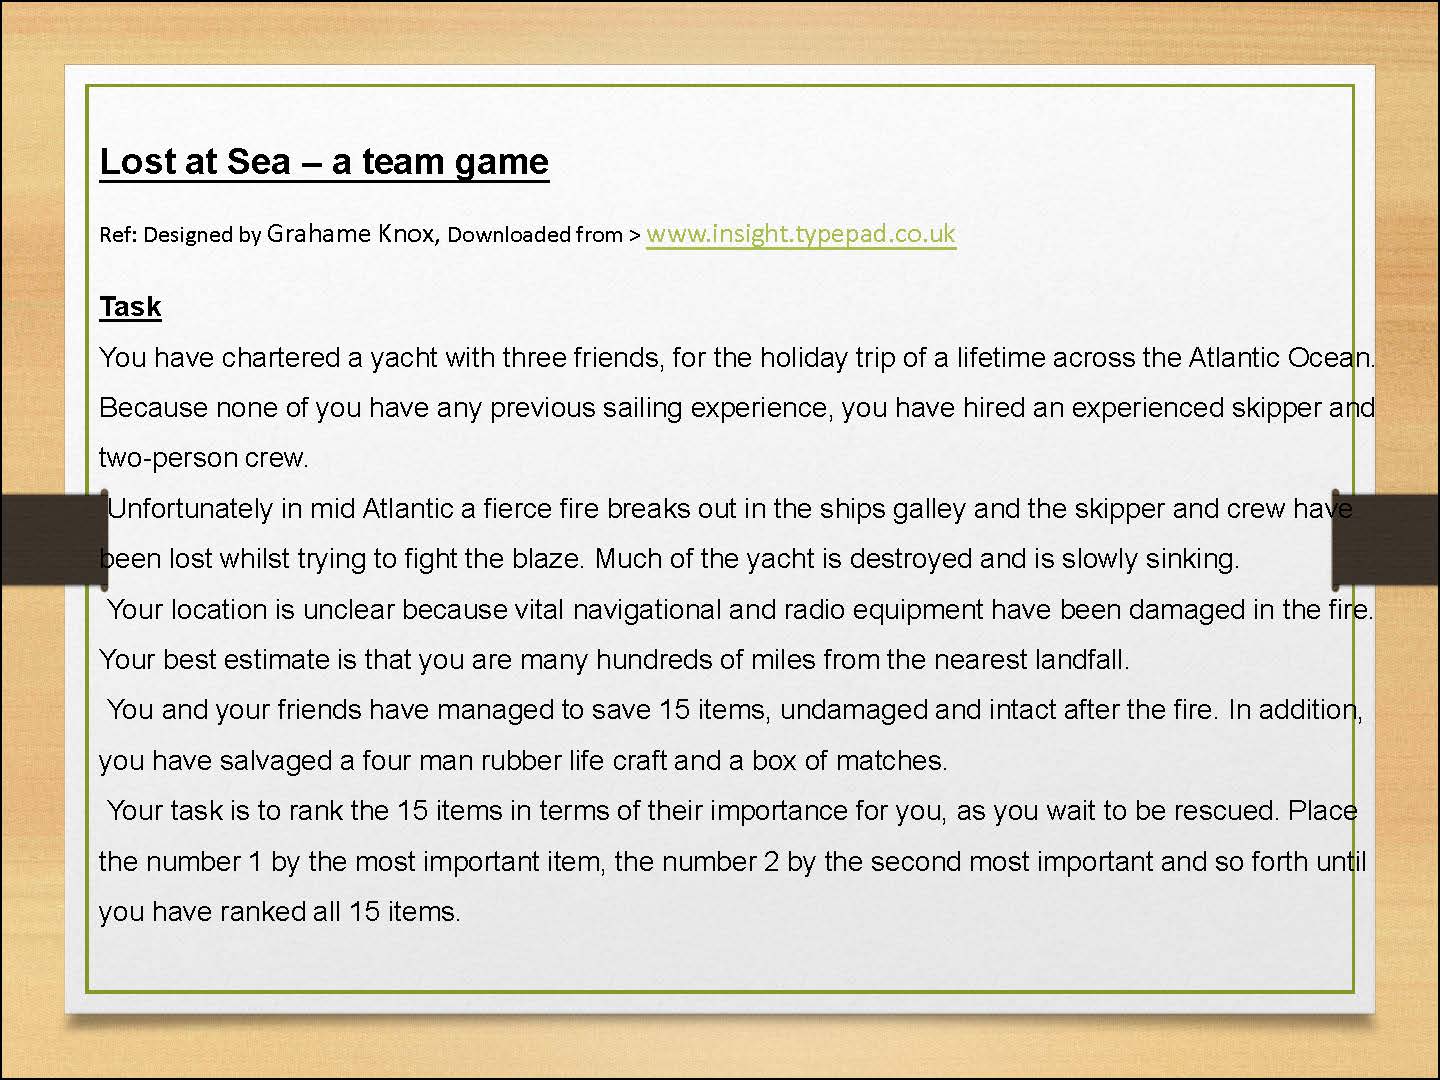 Lost at Sea – a team game
Ref: Designed by Grahame Knox, Downloaded from > www.insight.typepad.co.uk
Task
You have chartered a yacht with three friends, for the holiday trip of a lifetime across the Atlantic Ocean.
Because none of you have any previous sailing experience, you have hired an experienced skipper and
two-person crew.
Unfortunately in mid Atlantic a fierce fire breaks out in the ships galley and the skipper and crew have
been lost whilst trying to fight the blaze. Much of the yacht is destroyed and is slowly sinking.
Your location is unclear because vital navigational and radio equipment have been damaged in the fire.
Your best estimate is that you are many hundreds of miles from the nearest landfall.
You and your friends have managed to save 15 items, undamaged and intact after the fire. In addition,
you have salvaged a four man rubber life craft and a box of matches.
Your task is to rank the 15 items in terms of their importance for you, as you wait to be rescued. Place
the number 1 by the most important item, the number 2 by the second most important and so forth until
you have ranked all 15 items.